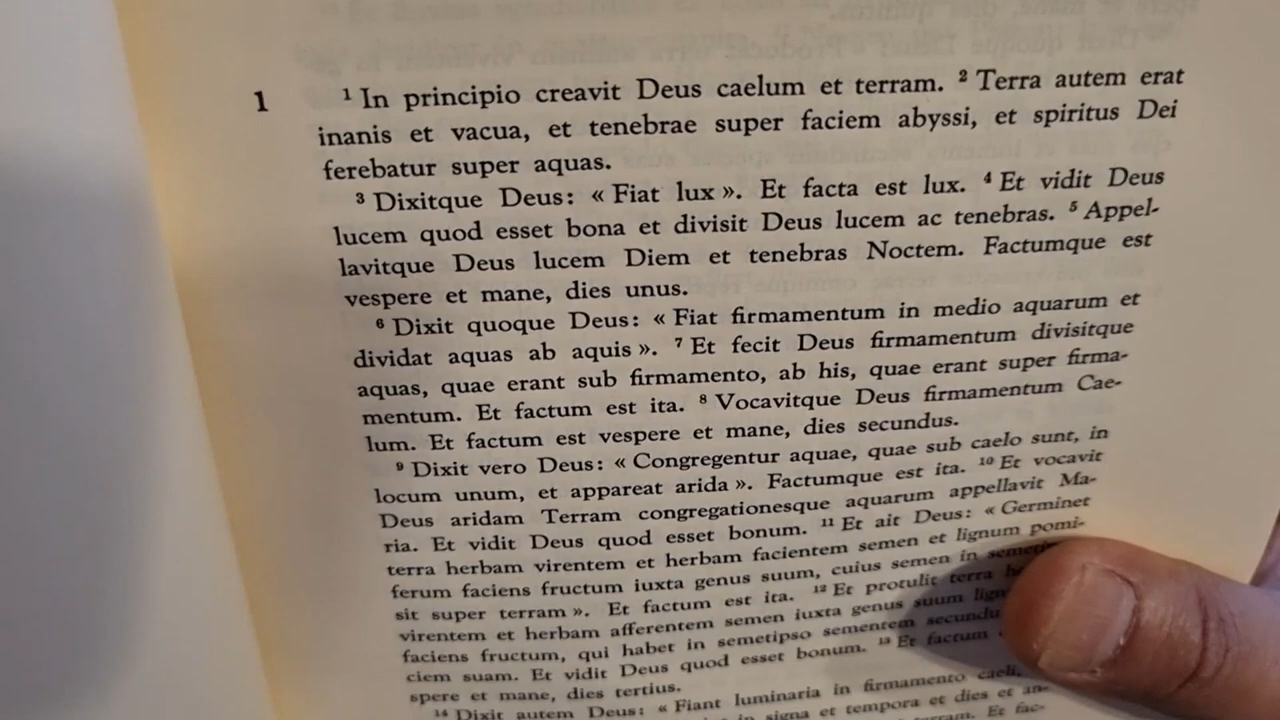 1 ¹ In principio creavit Deus caelum et terram. ² Terra autem erat
inanis et vacua, et tenebrae super faciem abyssi, et spiritus Dei
ferebatur super aquas.
³ Dixitque Deus: « Fiat lux ». Et facta est lux. ⁴ Et vidit Deus
lucem quod esset bona et divisit Deus lucem ac tenebras. ⁵ Appel-
lavitque Deus lucem Diem et tenebras Noctem. Factumque est
vespere et mane, dies unus.
⁶ Dixit quoque Deus: « Fiat firmamentum in medio aquarum et
dividat aquas ab aquis ». ⁷ Et fecit Deus firmamentum divisitque
aquas, quae erant sub firmamento, ab his, quae erant super firma-
mentum. Et factum est ita. ⁸ Vocavitque Deus firmamentum Cae-
lum. Et factum est vespere et mane, dies secundus.
⁹ Dixit vero Deus: « Congregentur aquae, quae sub caelo sunt, in
locum unum, et appareat arida ». Factumque est ita. ¹⁰ Et vocavit
Deus aridam Terram congregationesque aquarum appellavit Ma-
ria. Et vidit Deus quod esset bonum. ¹¹ Et ait Deus: « Germinet
terra herbam virentem et herbam facientem semen et lignum pomi-
ferum faciens fructum iuxta genus suum, cuius semen in
sit super terram ». Et factum est ita. ¹² Et protulit terra
virentem et herbam afferentem semen iuxta genus suum
faciens fructum, qui habet in semetipso sementem
ciem suam. Et vidit Deus quod esset bonum. ¹³ Et factum
spere et mane, dies tertius.
¹⁴ Dixit autem Deus: « Fiant luminaria in firmamento caeli,
in signa et tempora et dies et an-
Et fac-